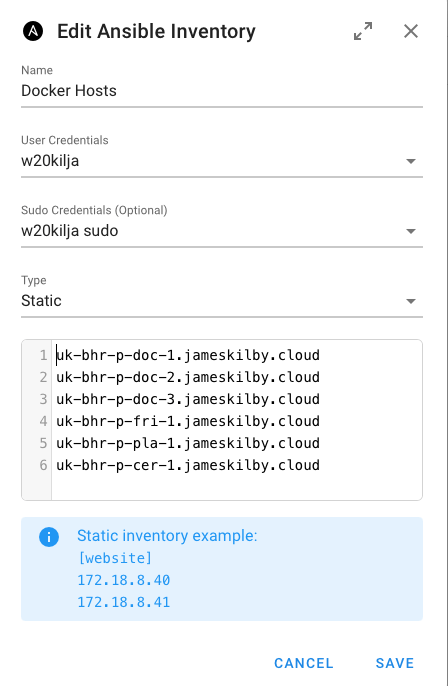 Edit Ansible Inventory
Name
Docker Hosts
User Credentials
w20kilja
Sudo Credentials (Optional)
w20kilja sudo
Type
Static
1 uk-bhr-p-doc-1.jameskilby.cloud
2 uk-bhr-p-doc-2.jameskilby.cloud
3 uk-bhr-p-doc-3.jameskilby.cloud
4 uk-bhr-p-fri-1.jameskilby.cloud
5 uk-bhr-p-pla-1.jameskilby.cloud
6 uk-bhr-p-cer-1.jameskilby.cloud
Static inventory example:
[website]
172.18.8.40
172.18.8.41
CANCEL SAVE